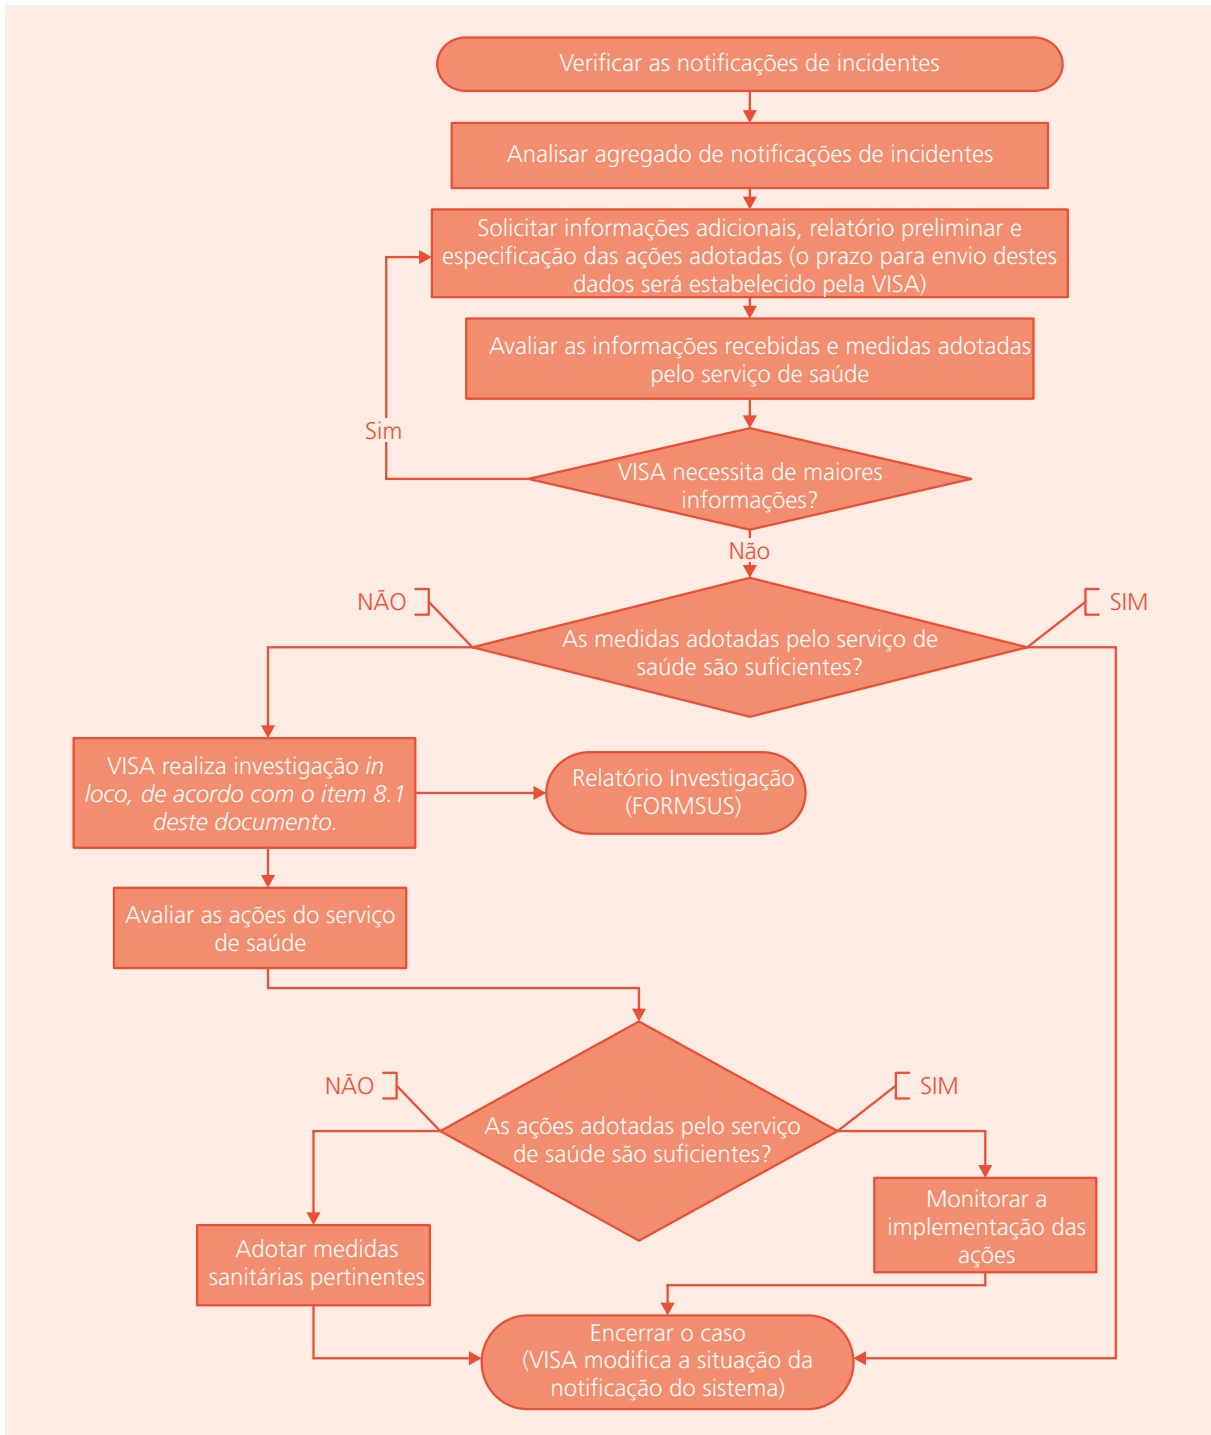 Verificar as notificações de incidentes
Analisar agregado de notificações de incidentes
Solicitar informações adicionais, relatório preliminar e
especificação das ações adotadas (o prazo para envio destes
dados será estabelecido pela VISA)
Avaliar as informações recebidas e medidas adotadas
pelo serviço de saúde
Sim
VISA necessita de maiores
informações?
Não
NÃO
SIM
As medidas adotadas pelo serviço de
saúde são suficientes?
VISA realiza investigação in
loco, de acordo com o item 8.1
deste documento.
Relatório Investigação
(FORMSUS)
Avaliar as ações do serviço
de saúde
NÃO
SIM
As ações adotadas pelo serviço
de saúde são suficientes?
Monitorar a
implementação das
ações
Adotar medidas
sanitárias pertinentes
Encerrar o caso
(VISA modifica a situação da
notificação do sistema)